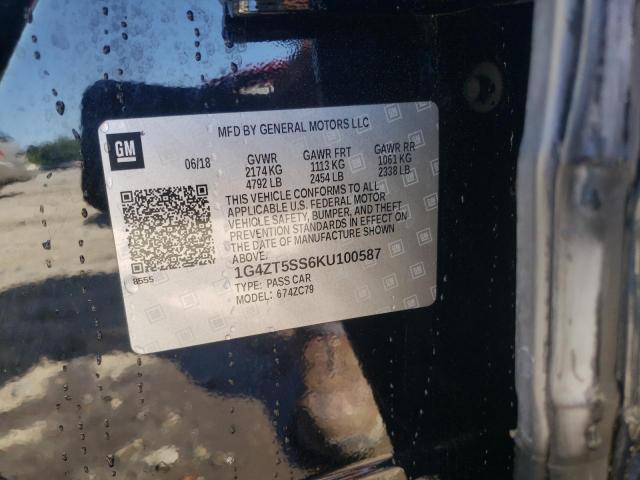 MFD BY GENERAL MOTORS LLC
GM
06/18 GVWR GAWR FRT GAWR RR
2174 KG 1113 KG 1061 KG
4792 LB 2454 LB 2338 LB
THIS VEHICLE CONFORMS TO ALL
APPLICABLE U.S. FEDERAL MOTOR
VEHICLE SAFETY, BUMPER, AND THEFT
PREVENTION STANDARDS IN EFFECT ON
THE DATE OF MANUFACTURE SHOWN
ABOVE.
1G4ZT5SS6KU100587
8555
TYPE: PASS CAR
MODEL: 674ZC79